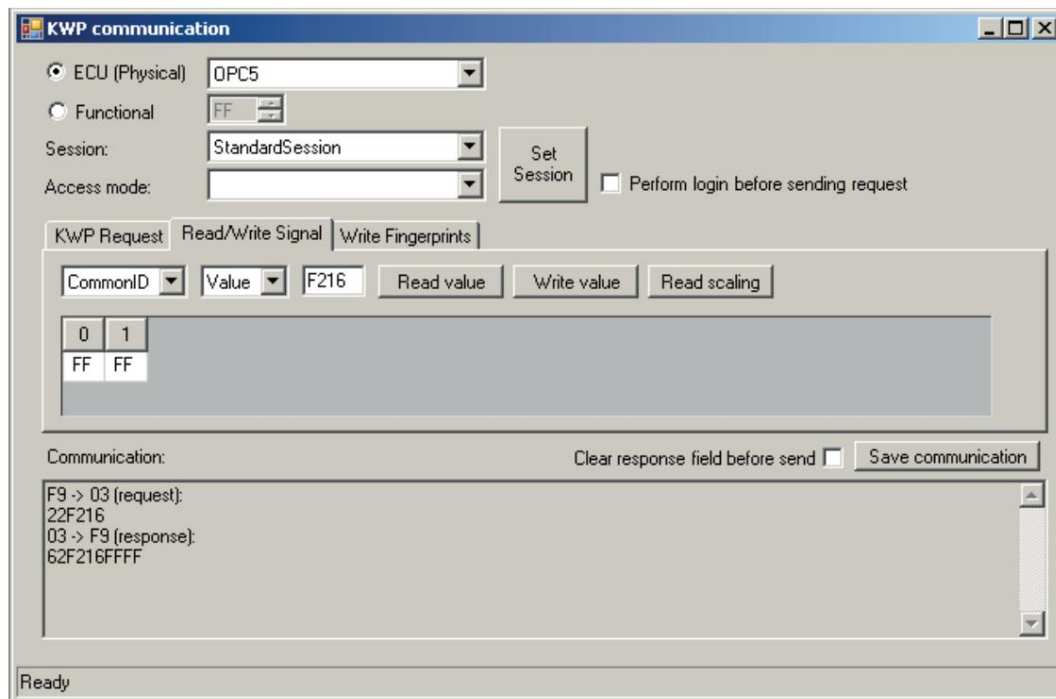 KWP communication
ECU (Physical) OPC5
Functional FF
Session: StandardSession
Set Session
Access mode:
Perform login before sending request
KWP Request Read/Write Signal Write Fingerprints
CommonID Value F216 Read value Write value Read scaling
0 1
FF FF
Communication: Clear response field before send Save communication
F9 -> 03 (request):
22F216
03 -> F9 (response):
62F216FFFF
Ready